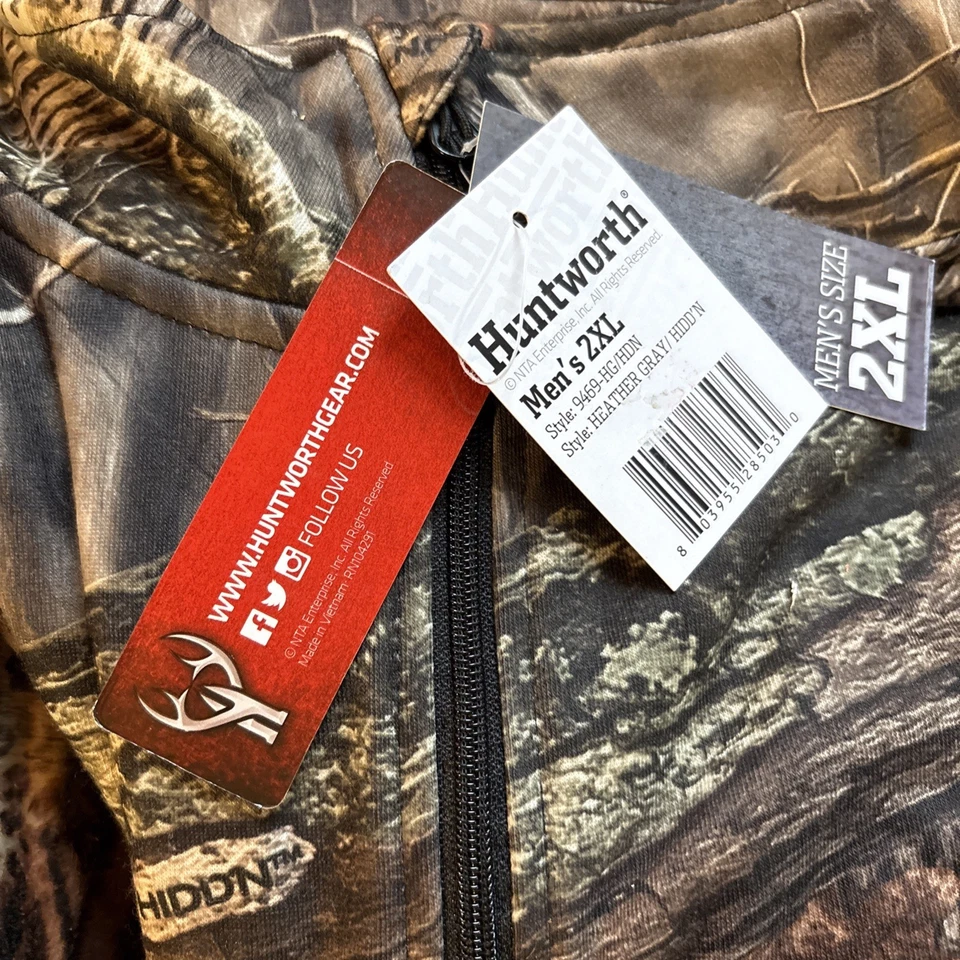 WWW.HUNTWORTHGEAR.COM
FOLLOW US
© NTA Enterprise, Inc. All Rights Reserved
Made in Vietnam RN104291
Huntworth®
© NTA Enterprise, Inc. All Rights Reserved.
Men's 2XL
Style: 9469-HG/HDN
Style: HEATHER GRAY/ HIDD'N
8 03955 28503 0
MEN'S SIZE
2XL
HIDD'N™